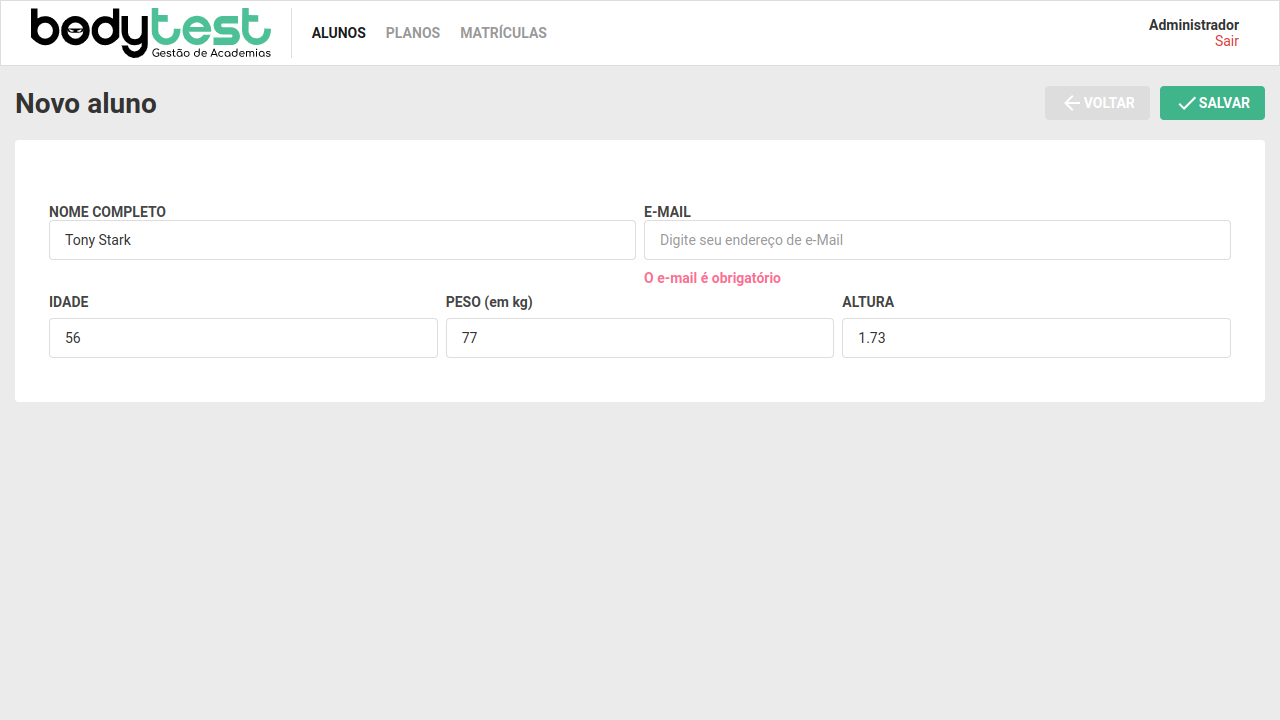 bodytest
Gestão de Academias
ALUNOS PLANOS MATRÍCULAS
Administrador
Sair
Novo aluno
VOLTAR SALVAR
NOME COMPLETO E-MAIL
Tony Stark Digite seu endereço de e-Mail
O e-mail é obrigatório
IDADE PESO (em kg) ALTURA
56 77 1.73